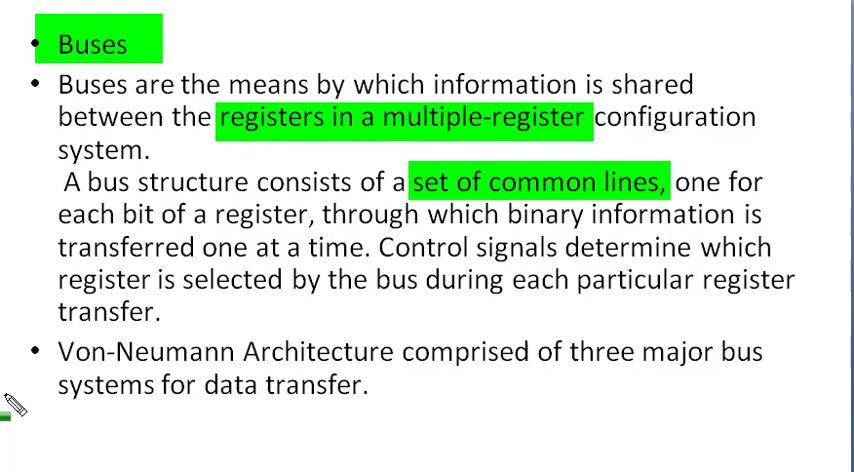 • Buses
• Buses are the means by which information is shared
between the registers in a multiple-register configuration
system.
A bus structure consists of a set of common lines, one for
each bit of a register, through which binary information is
transferred one at a time. Control signals determine which
register is selected by the bus during each particular register
transfer.
• Von-Neumann Architecture comprised of three major bus
systems for data transfer.